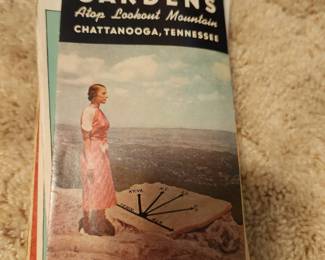 GARDENS
Atop Lookout Mountain
CHATTANOOGA, TENNESSEE